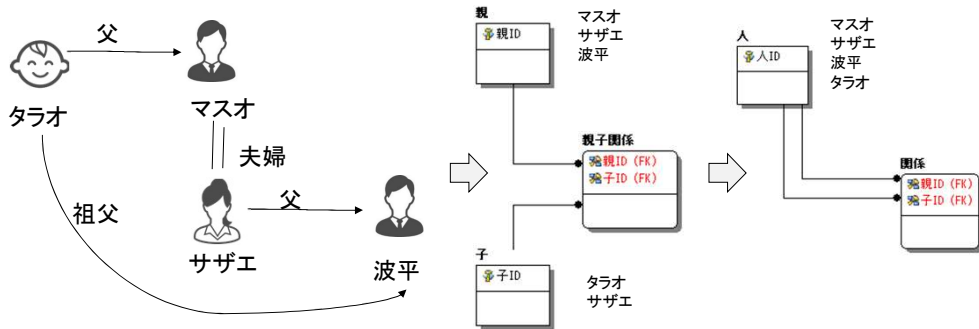 父
タラオ
マスオ
夫婦
父
祖父
サザエ
波平
親
親ID
マスオ
サザエ
波平
親子関係
親ID (FK)
子ID (FK)
子
子ID
タラオ
サザエ
人
人ID
マスオ
サザエ
波平
タラオ
関係
親ID (FK)
子ID (FK)